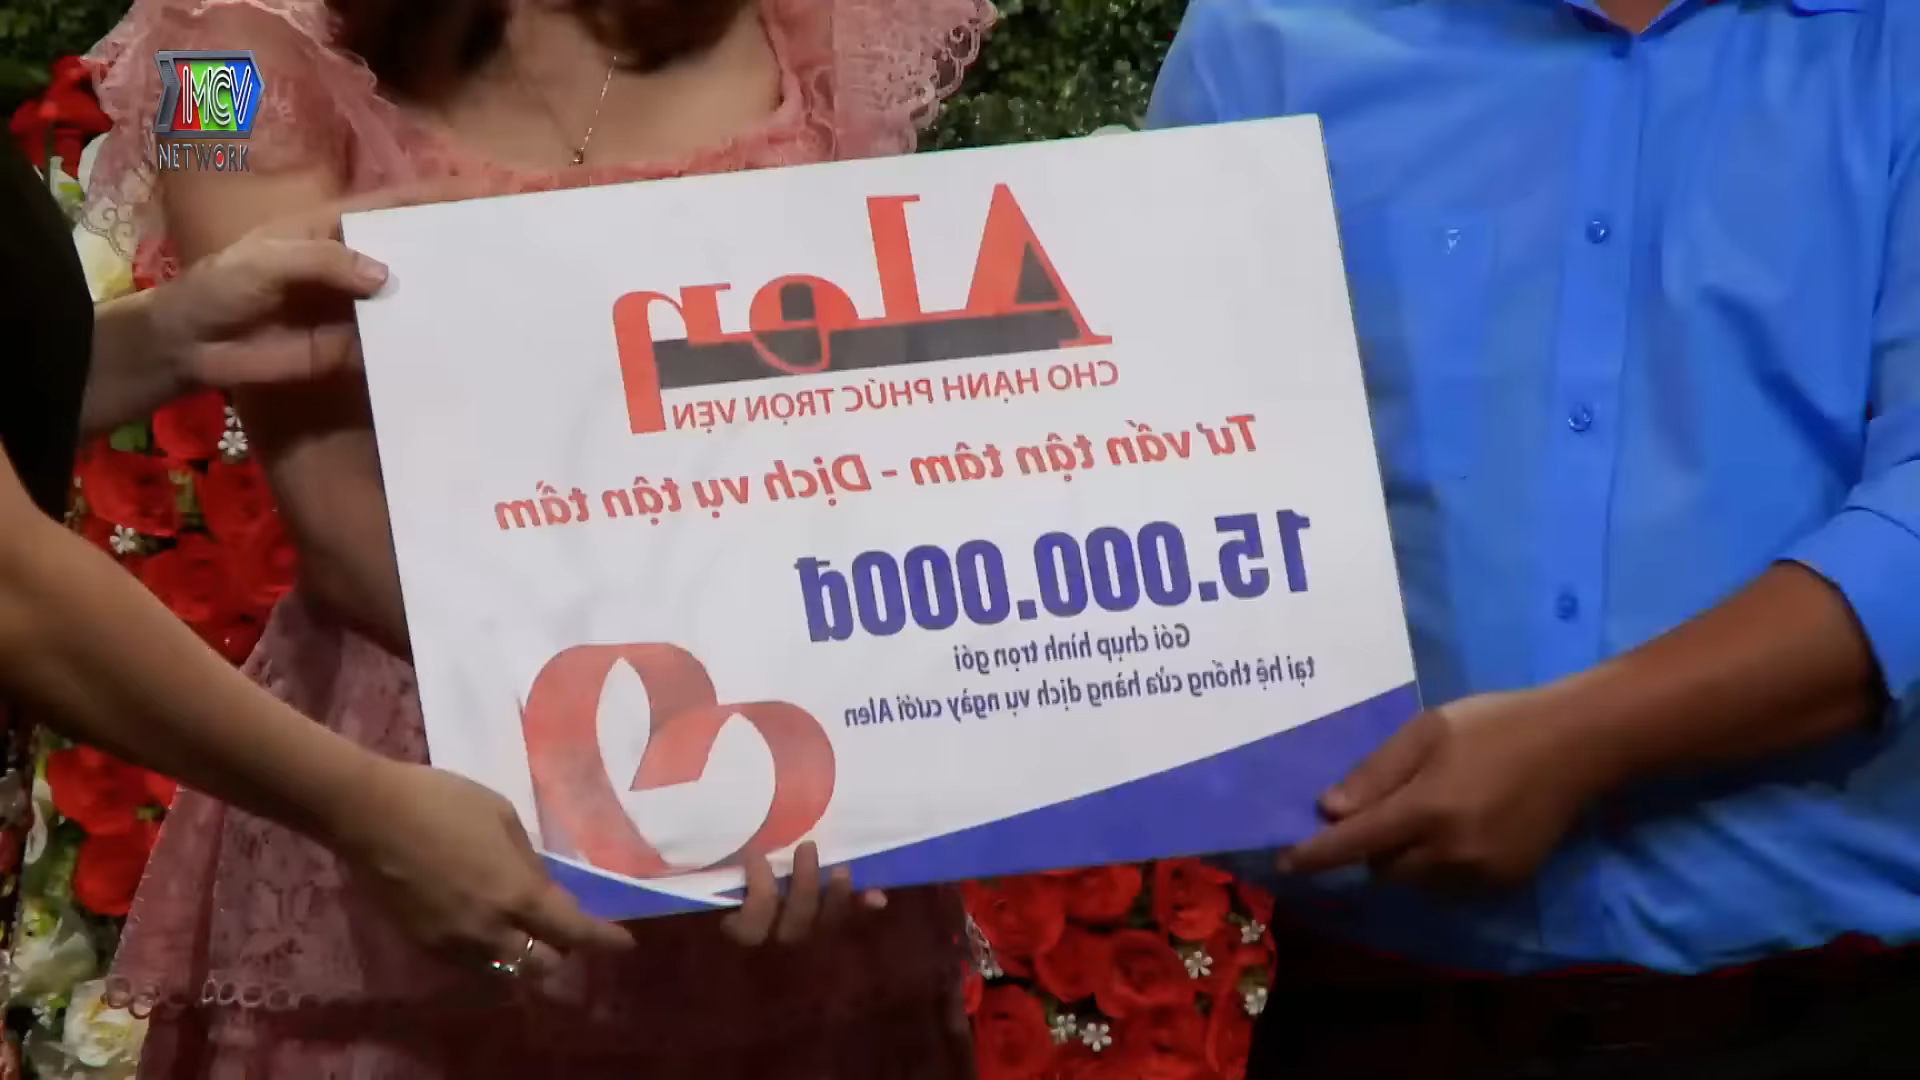 MCV
NETWORK
Alen
CHO HẠNH PHÚC TRỌN VẸN
Tư vấn tận tâm - Dịch vụ tận tâm
15.000.000đ
Gói chụp hình trọn gói
tại hệ thống cửa hàng dịch vụ ngày cưới Alen